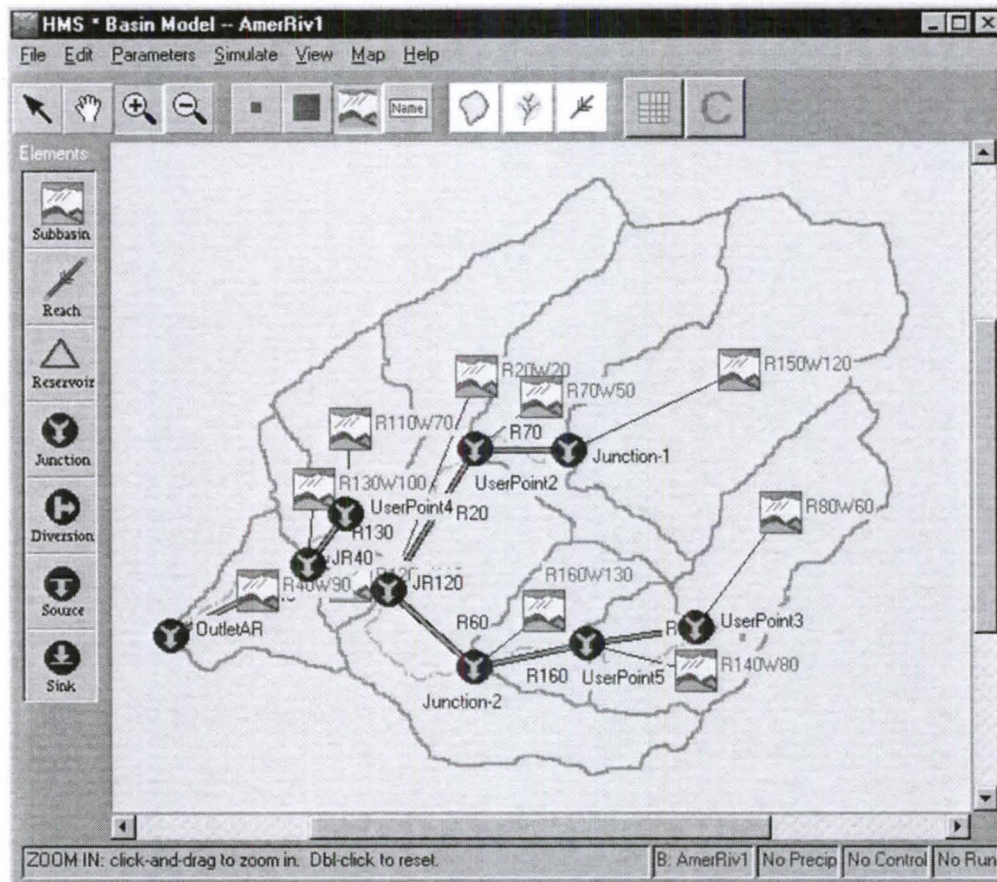 HMS * Basin Model -- AmerRiv1
File Edit Parameters Simulate View Map Help
Name
Elements
Subbasin
Reach
Reservoir
Junction
Diversion
Source
Sink
R20W20
R150W120
R70W50
R110W70
R70
Junction-1
UserPoint2
R130W100
UserPoint4
R20
R80W60
R130
JR40
R40W90
JR120
R160W130
R60
OutletAR
UserPoint3
R160
UserPoint5
R140W80
Junction-2
ZOOM IN: click-and-drag to zoom in. Dbl-click to reset.
B: AmerRiv1 No Precip No Control No Run